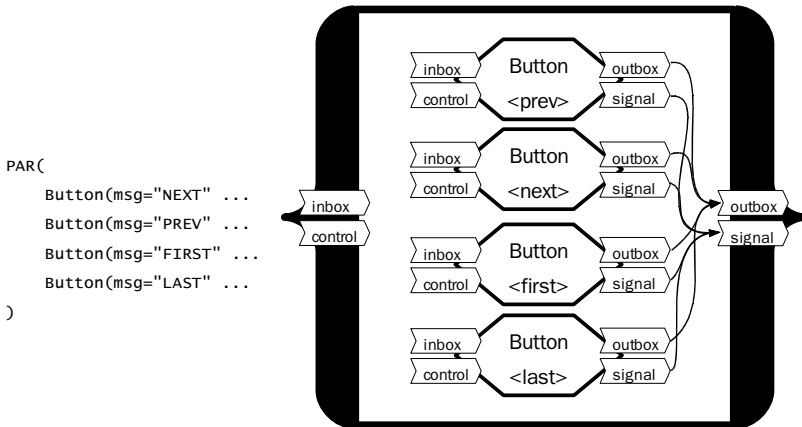 PAR(
    Button(msg="NEXT" ...
    Button(msg="PREV" ...
    Button(msg="FIRST" ...
    Button(msg="LAST" ...
)
inbox
control
inbox
Button
outbox
control
<prev>
signal
inbox
Button
outbox
control
<next>
signal
inbox
Button
outbox
control
<first>
signal
inbox
Button
outbox
control
<last>
signal
outbox
signal